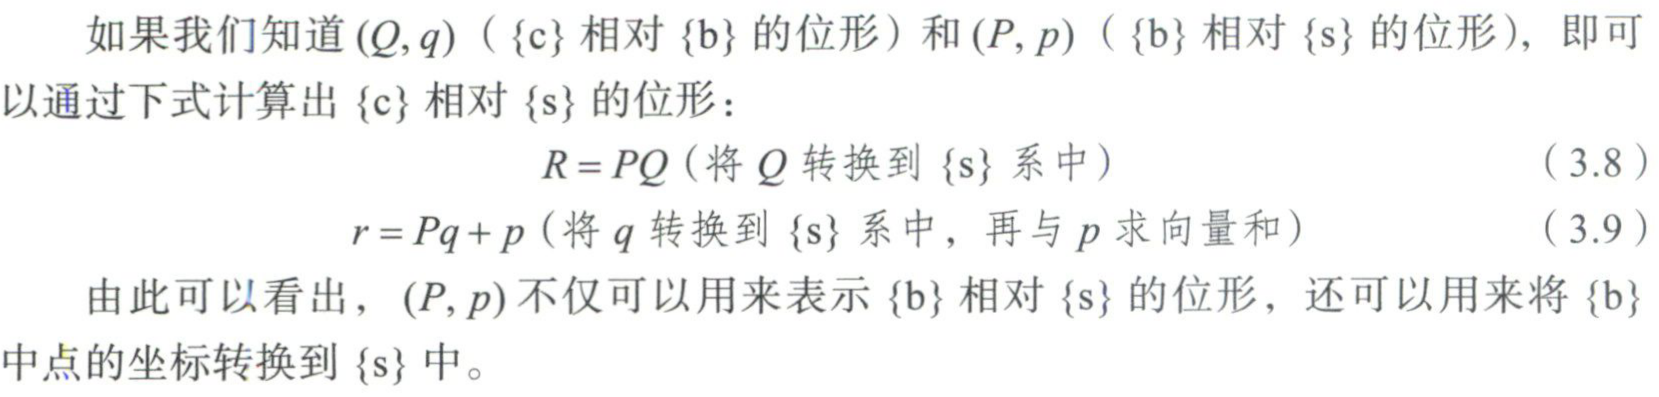 如果我们知道 (Q, q)（{c} 相对 {b} 的位形）和 (P, p)（{b} 相对 {s} 的位形），即可
以通过下式计算出 {c} 相对 {s} 的位形：
R = PQ（将 Q 转换到 {s} 系中）（3.8）
r = Pq + p（将 q 转换到 {s} 系中，再与 p 求向量和）（3.9）
由此可以看出，(P, p) 不仅可以用来表示 {b} 相对 {s} 的位形，还可以用来将 {b}
中点的坐标转换到 {s} 中。